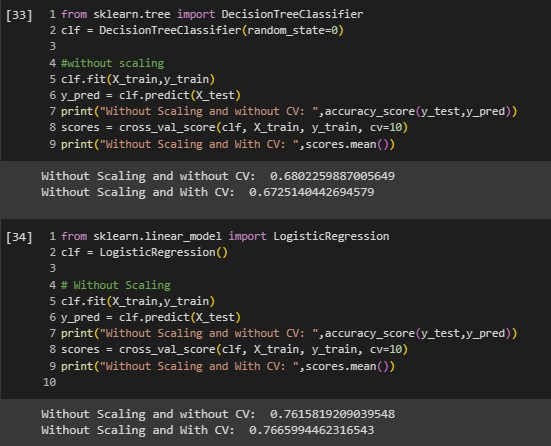 [33] 1 from sklearn.tree import DecisionTreeClassifier
2 clf = DecisionTreeClassifier(random_state=0)
3
4 #without scaling
5 clf.fit(X_train,y_train)
6 y_pred = clf.predict(X_test)
7 print("Without Scaling and without CV: ",accuracy_score(y_test,y_pred))
8 scores = cross_val_score(clf, X_train, y_train, cv=10)
9 print("Without Scaling and With CV: ",scores.mean())
Without Scaling and without CV:  0.6802259887005649
Without Scaling and With CV:  0.6725140442694579
[34] 1 from sklearn.linear_model import LogisticRegression
2 clf = LogisticRegression()
3
4 # Without Scaling
5 clf.fit(X_train,y_train)
6 y_pred = clf.predict(X_test)
7 print("Without Scaling and without CV: ",accuracy_score(y_test,y_pred))
8 scores = cross_val_score(clf, X_train, y_train, cv=10)
9 print("Without Scaling and With CV: ",scores.mean())
10
Without Scaling and without CV:  0.7615819209039548
Without Scaling and With CV:  0.7665994462316543